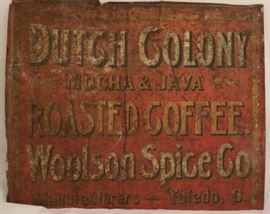 DUTCH COLONY
MOCHA & JAVA
ROASTED COFFEE.
Woolson Spice Co
Manufacturers — Toledo, O.